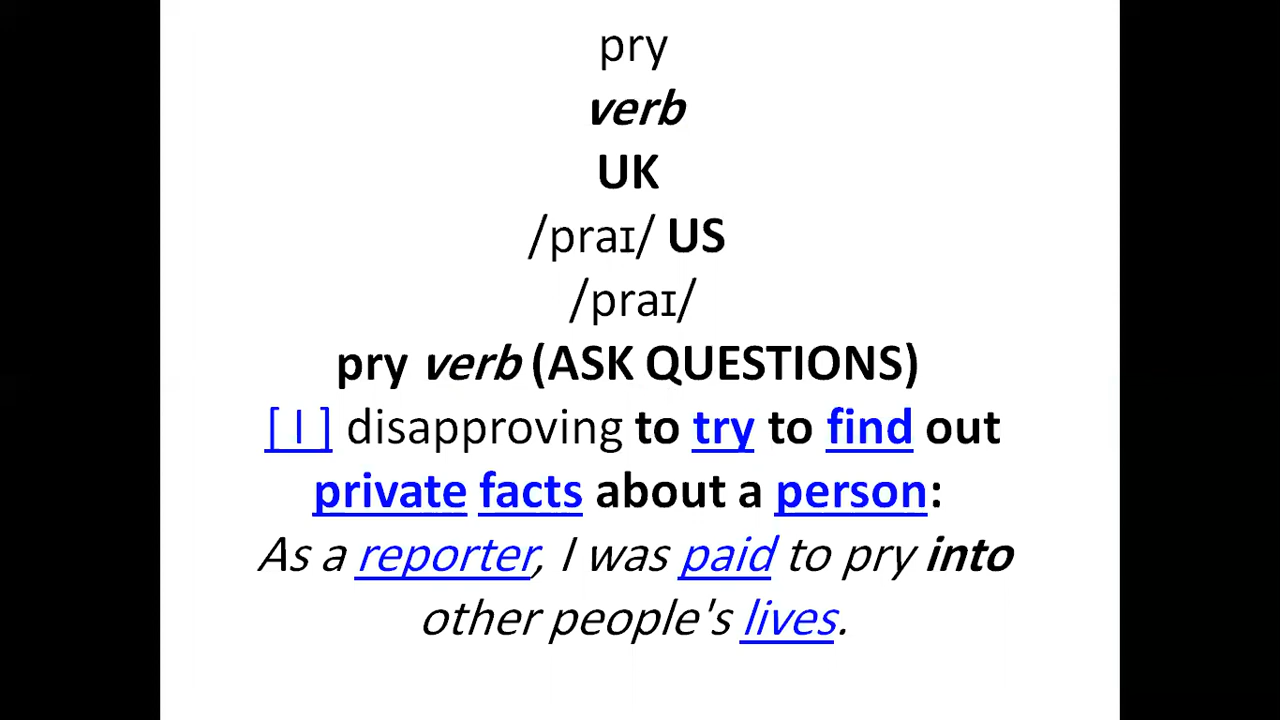 pry
verb
UK
/praɪ/ US
/praɪ/
pry verb (ASK QUESTIONS)
[ I ] disapproving to try to find out
private facts about a person:
As a reporter, I was paid to pry into
other people's lives.